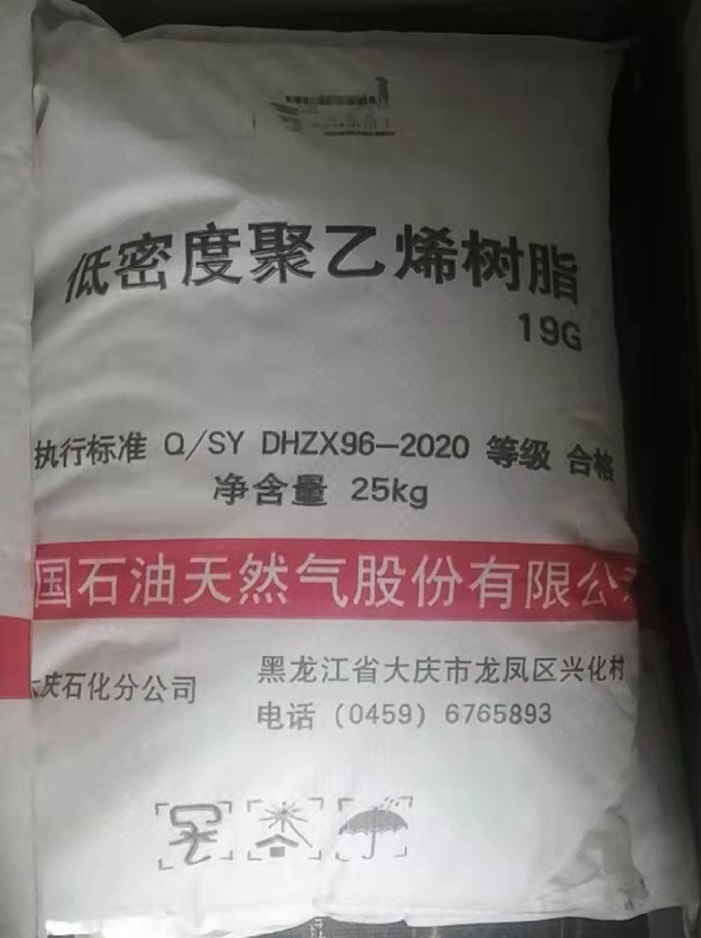 低密度聚乙烯树脂
19G
执行标准 Q/SY DHZX96-2020 等级 合格
净含量 25kg
国石油天然气股份有限公
庆石化分公司
黑龙江省大庆市龙凤区兴化村
电话 (0459) 6765893